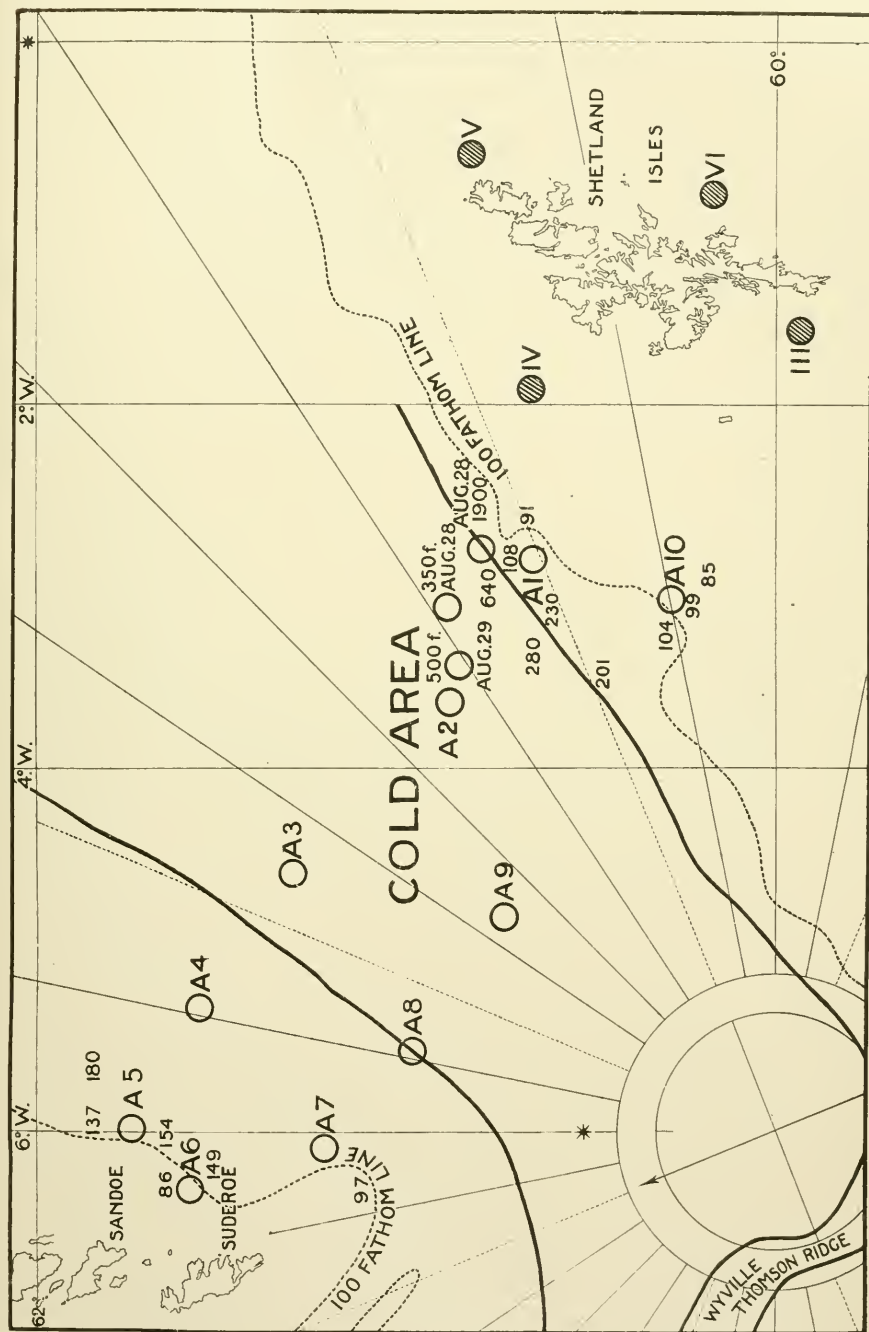 62°
6° W.
4° W.
2° W.
60°
SANDOE
137 180
A5
154
86 A6
149
SUDEROE
A4
A3
A7
97
100 FATHOM LINE
A8
COLD AREA
A9
A2 500 f.
AUG. 29
350 f.
AUG. 28
AUG. 28
1900
640
108
A1
91
230
280
201
100 FATHOM LINE
104
A10
99
85
IV
V
VI
III
SHETLAND
ISLES
WYVILLE
THOMSON RIDGE